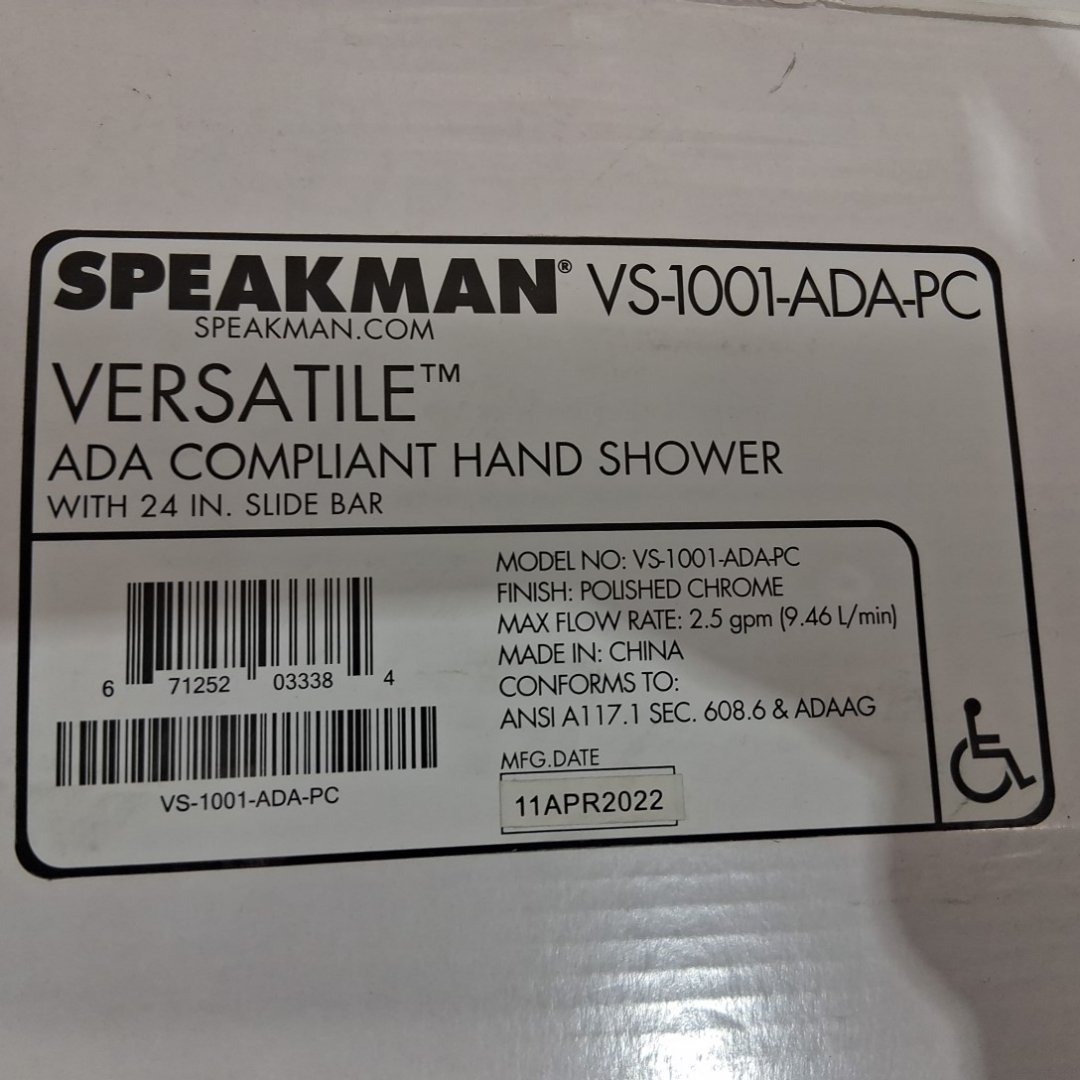 SPEAKMAN® VS-1001-ADA-PC
SPEAKMAN.COM
VERSATILE™
ADA COMPLIANT HAND SHOWER
WITH 24 IN. SLIDE BAR
6 71252 03338 4
VS-1001-ADA-PC
MODEL NO: VS-1001-ADA-PC
FINISH: POLISHED CHROME
MAX FLOW RATE: 2.5 gpm (9.46 L/min)
MADE IN: CHINA
CONFORMS TO:
ANSI A117.1 SEC. 608.6 & ADAAG
MFG.DATE
11APR2022